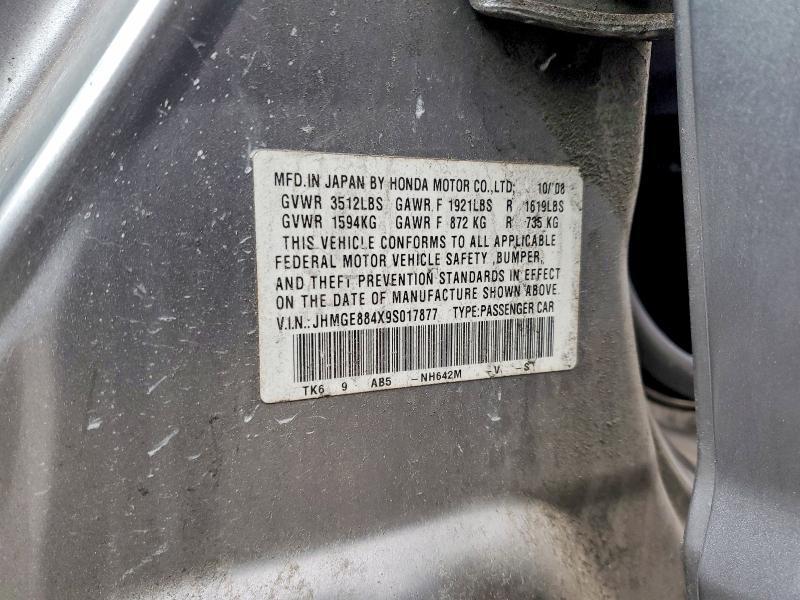 MFD. IN JAPAN BY HONDA MOTOR CO., LTD; 10/'08
GVWR 3512LBS GAWR F 1921LBS R 1619LBS
GVWR 1594KG GAWR F 872 KG R 735 KG
THIS VEHICLE CONFORMS TO ALL APPLICABLE
FEDERAL MOTOR VEHICLE SAFETY ,BUMPER,
AND THEFT PREVENTION STANDARDS IN EFFECT
ON THE DATE OF MANUFACTURE SHOWN ABOVE.
V.I.N.: JHMGE884X9S017877 TYPE:PASSENGER CAR
TK6 9 AB5 -NH642M -V -S